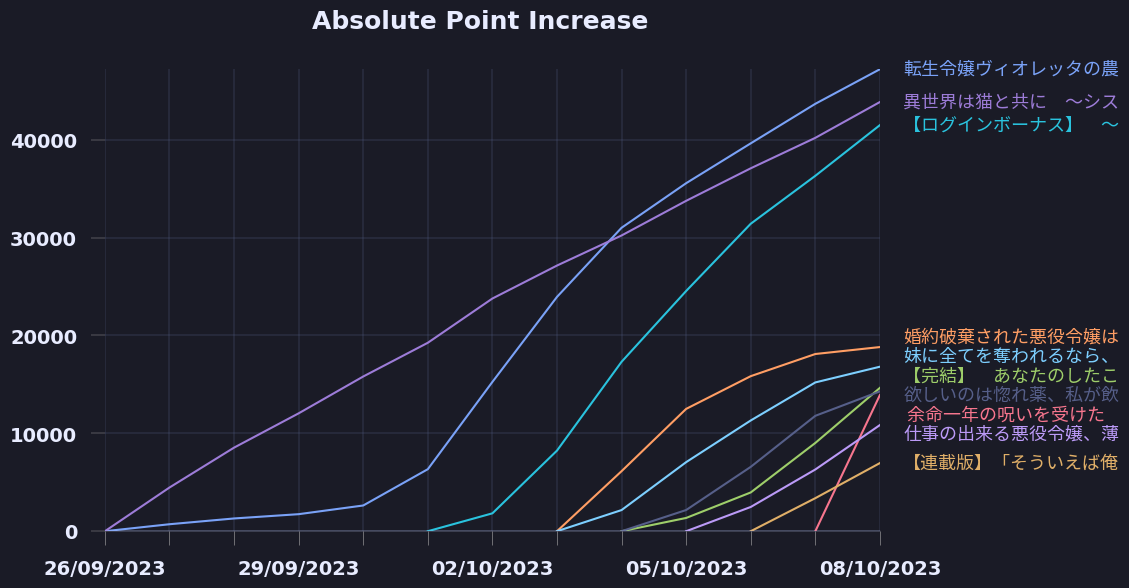 Absolute Point Increase
転生令嬢ヴィオレッタの農
異世界は猫と共に　～シス
【ログインボーナス】　～
40000
30000
20000
婚約破棄された悪役令嬢は
妹に全てを奪われるなら、
【完結】　あなたのしたこ
欲しいのは惚れ薬、私が飲
余命一年の呪いを受けた
10000
仕事の出来る悪役令嬢、薄
【連載版】「そういえば俺
0
26/09/2023 29/09/2023 02/10/2023 05/10/2023 08/10/2023